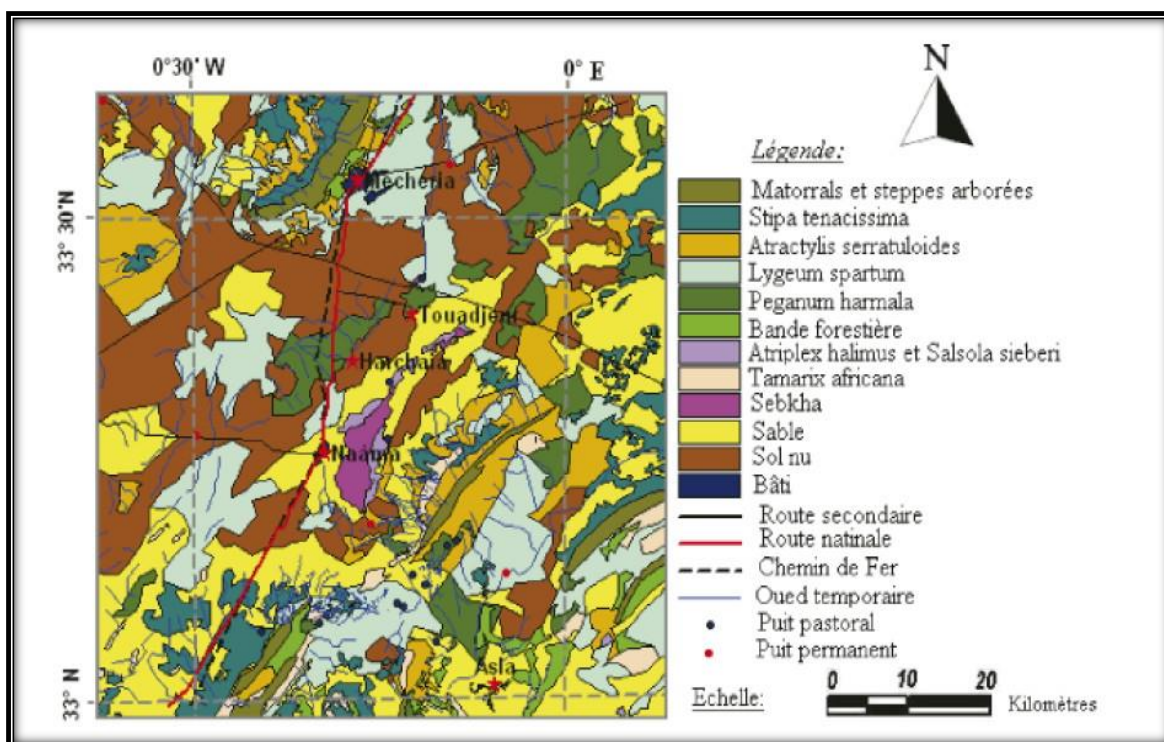 0°30' W
0° E
N
33° 30'N
33° N
Mécheria
Touadjeur
Harchaia
Naâma
Asla
Légende:
Matorrals et steppes arborées
Stipa tenacissima
Atractylis serratuloides
Lygeum spartum
Peganum harmala
Bande forestière
Atriplex halimus et Salsola sieberi
Tamarix africana
Sebkha
Sable
Sol nu
Bâti
Route secondaire
Route natinale
Chemin de Fer
Oued temporaire
Puit pastoral
Puit permanent
Echelle:
0 10 20
Kilomètres